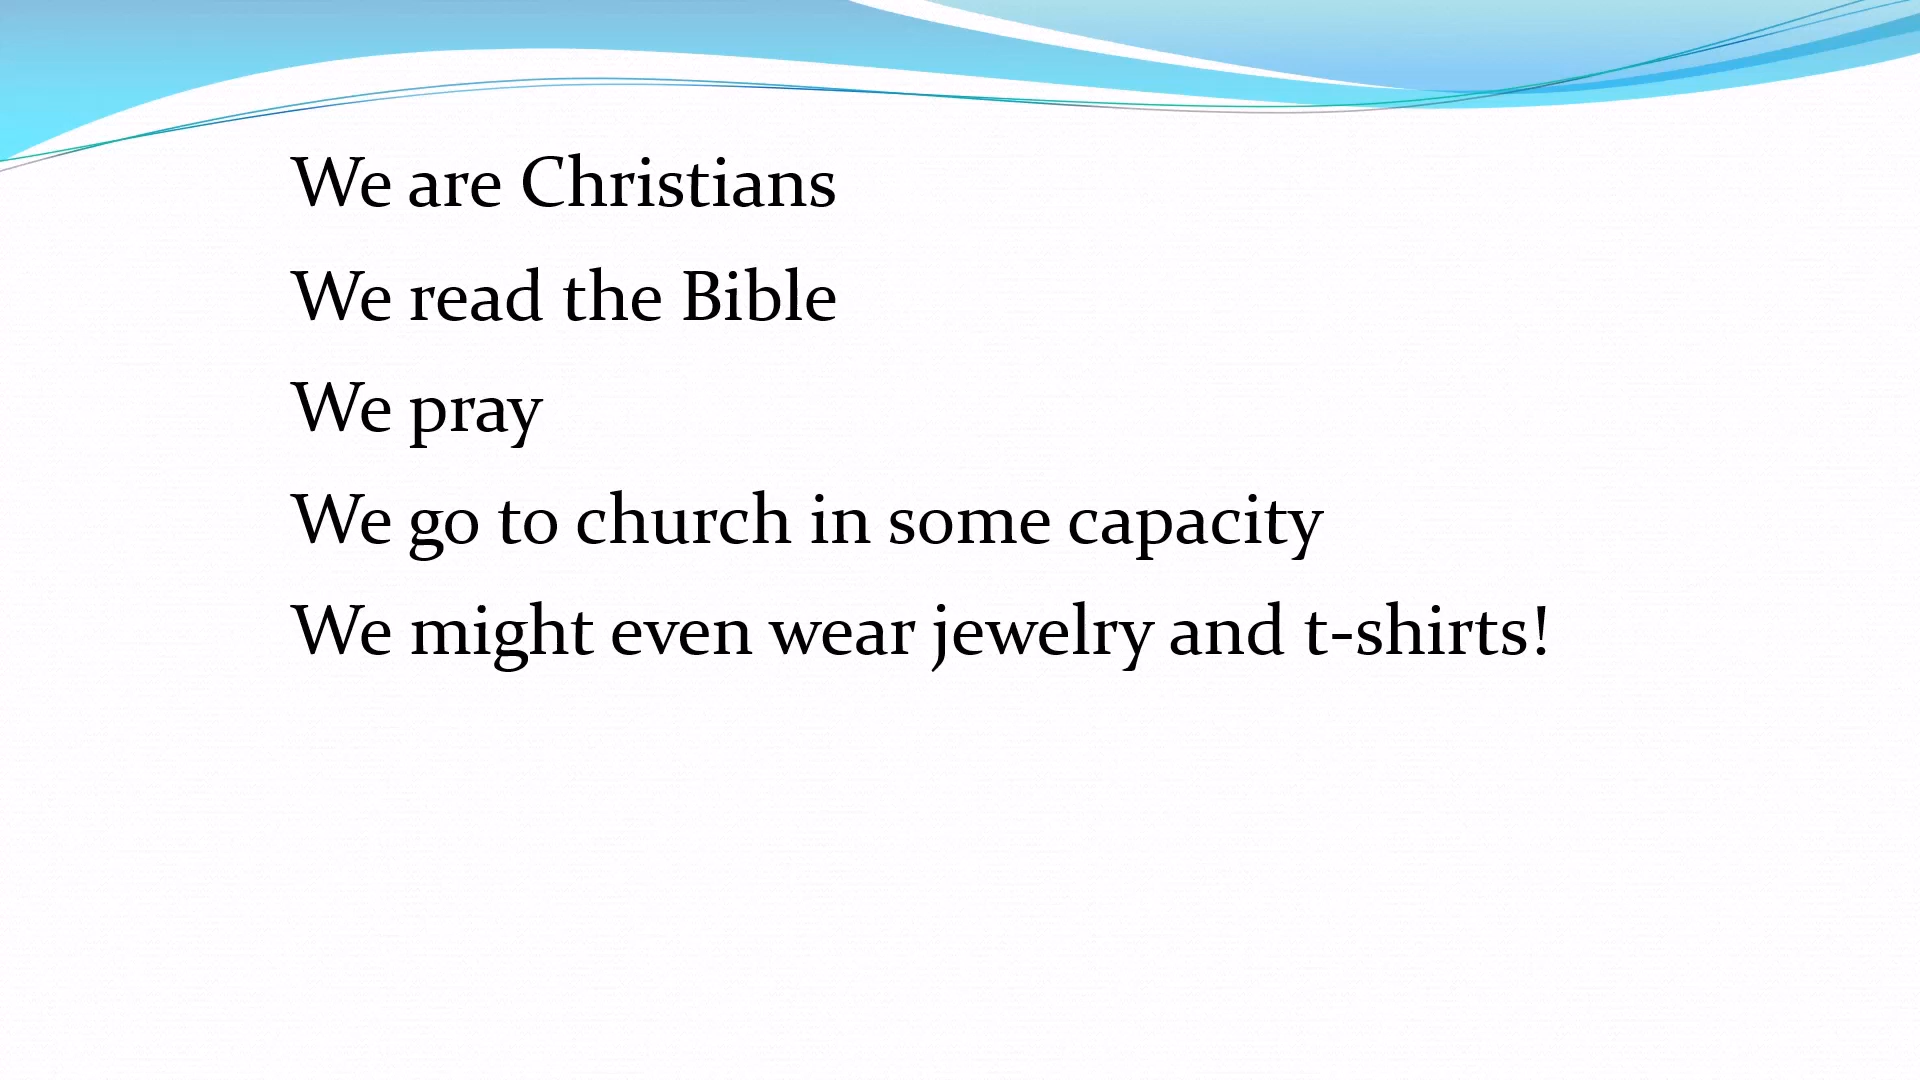 We are Christians
We read the Bible
We pray
We go to church in some capacity
We might even wear jewelry and t-shirts!